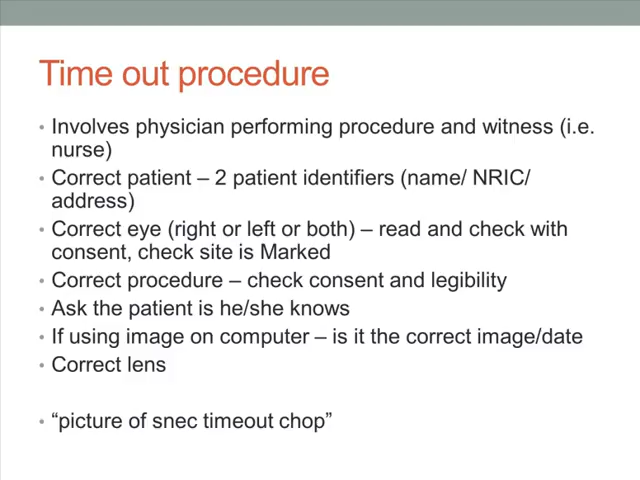 Time out procedure
• Involves physician performing procedure and witness (i.e.
nurse)
• Correct patient – 2 patient identifiers (name/ NRIC/
address)
• Correct eye (right or left or both) – read and check with
consent, check site is Marked
• Correct procedure – check consent and legibility
• Ask the patient is he/she knows
• If using image on computer – is it the correct image/date
• Correct lens
• “picture of snec timeout chop”